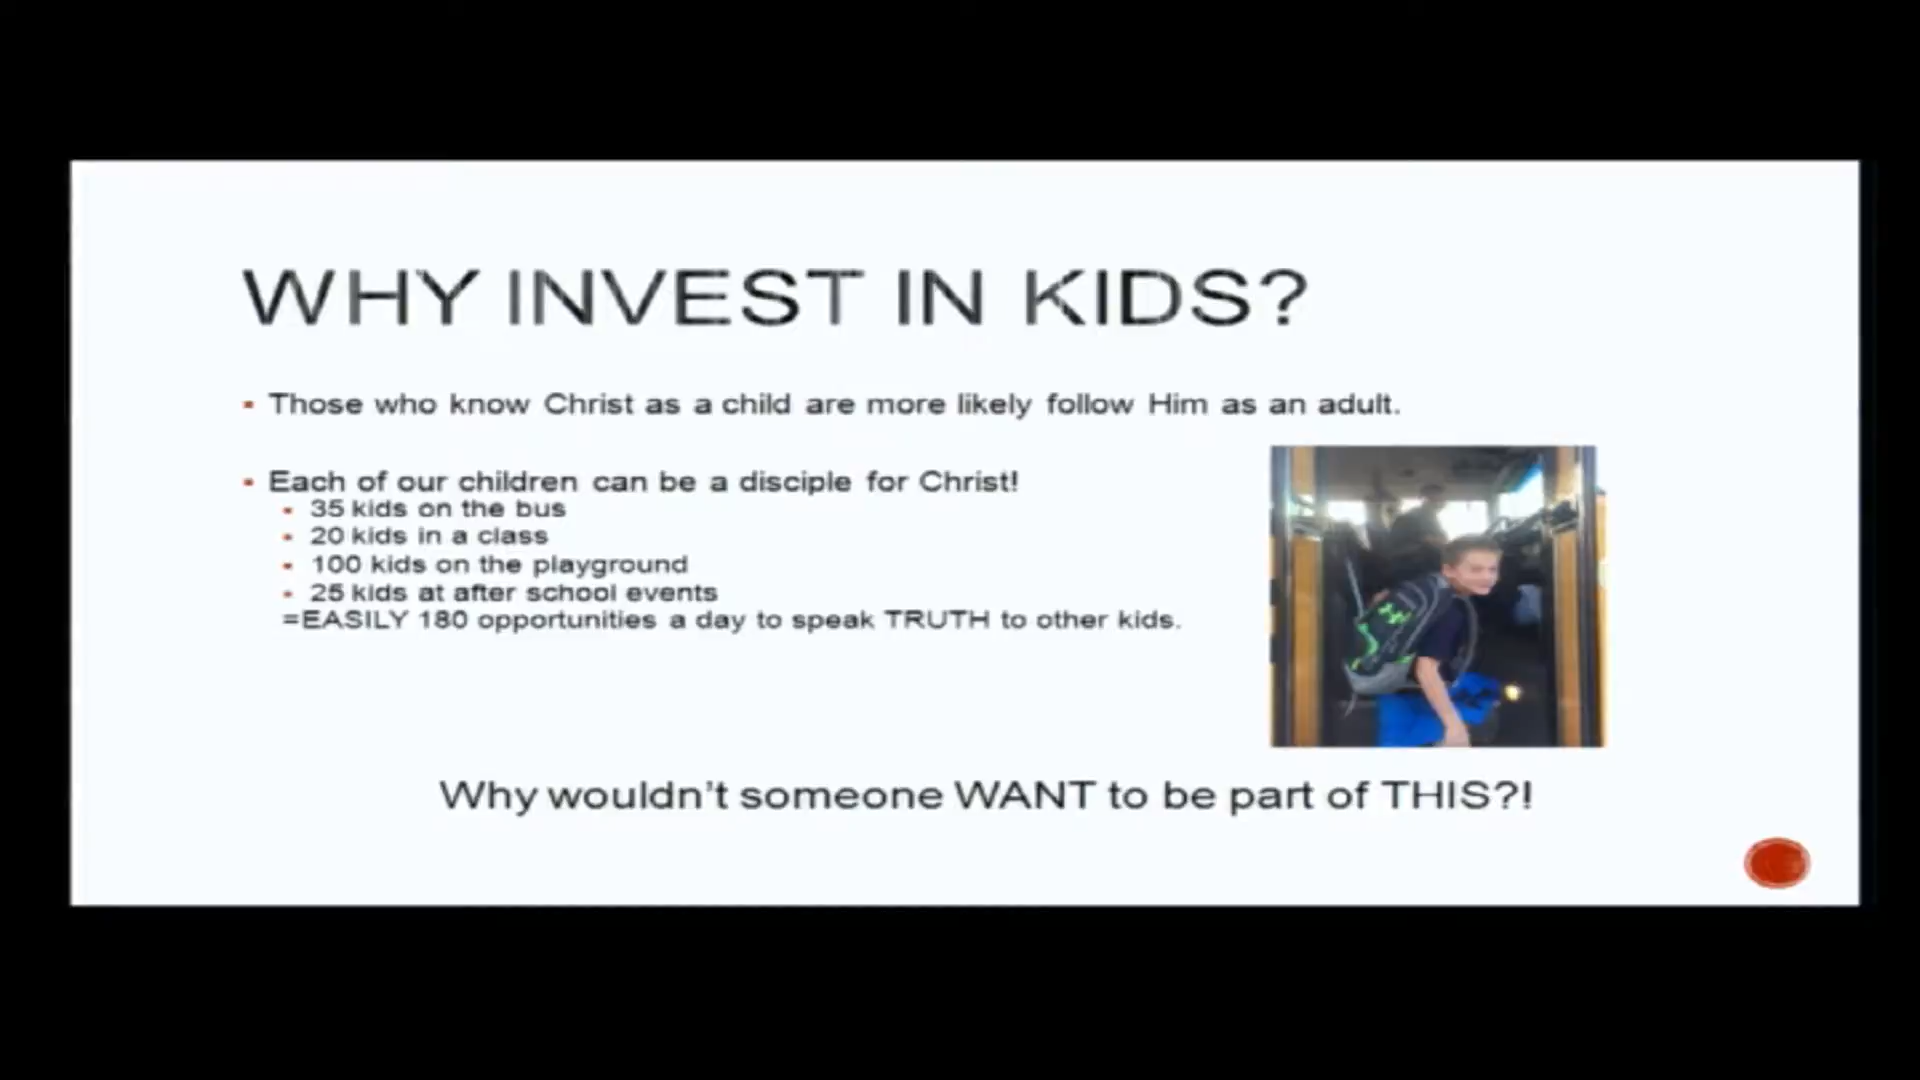 WHY INVEST IN KIDS?
Those who know Christ as a child are more likely follow Him as an adult.
Each of our children can be a disciple for Christ!
35 kids on the bus
20 kids in a class
100 kids on the playground
25 kids at after school events
=EASILY 180 opportunities a day to speak TRUTH to other kids.
Why wouldn't someone WANT to be part of THIS?!